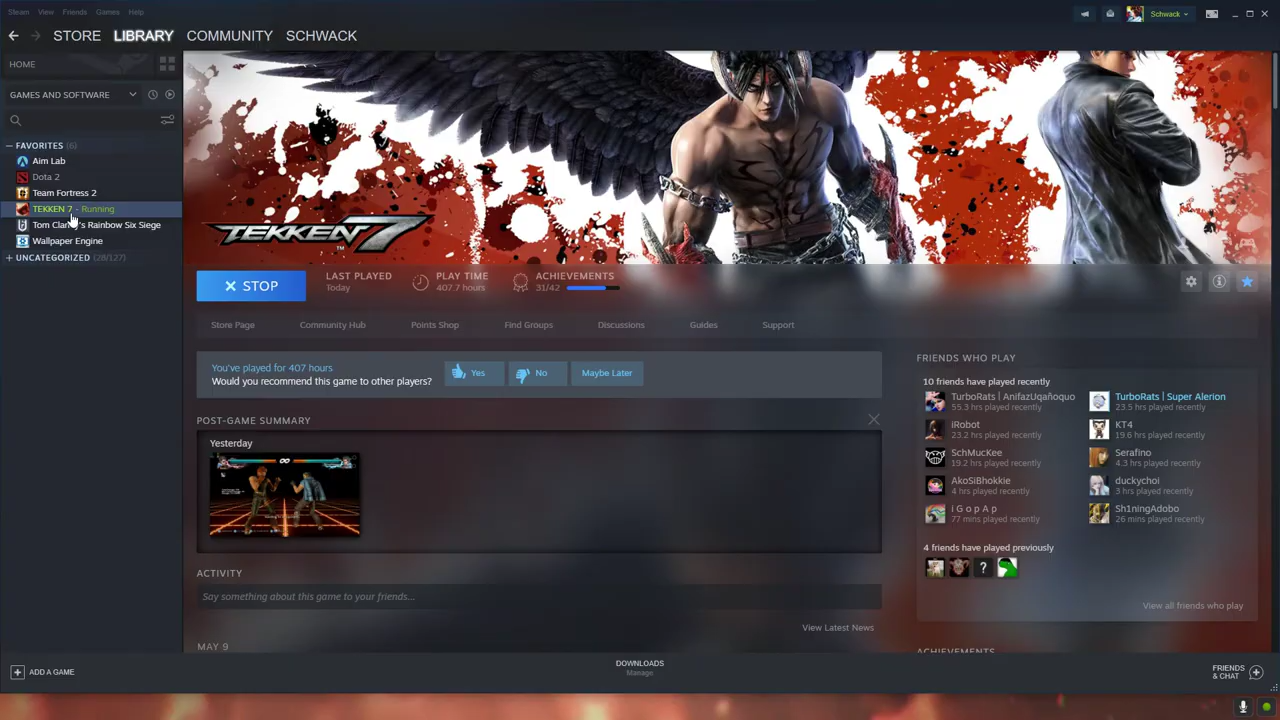 Steam View Friends Games Help
Schwack
STORE LIBRARY COMMUNITY SCHWACK
HOME
GAMES AND SOFTWARE
FAVORITES (6)
Aim Lab
Dota 2
Team Fortress 2
TEKKEN 7 - Running
Tom Clan 's Rainbow Six Siege
Wallpaper Engine
UNCATEGORIZED (28/127)
TEKKEN 7
TM
STOP
LAST PLAYED
Today
PLAY TIME
407.7 hours
ACHIEVEMENTS
31/42
Store Page Community Hub Points Shop Find Groups Discussions Guides Support
You've played for 407 hours
Would you recommend this game to other players?
Yes No Maybe Later
POST-GAME SUMMARY
Yesterday
ACTIVITY
Say something about this game to your friends...
View Latest News
MAY 9
FRIENDS WHO PLAY
10 friends have played recently
TurboRats | AnifazUqañoquo
55.3 hrs played recently
TurboRats | Super Alerion
23.5 hrs played recently
iRobot
23.2 hrs played recently
KT4
19.6 hrs played recently
SchMucKee
19.2 hrs played recently
Serafino
4.3 hrs played recently
AkoSiBhokkie
4 hrs played recently
duckychoi
3 hrs played recently
i G o p A p
77 mins played recently
Sh1ningAdobo
26 mins played recently
4 friends have played previously
?
View all friends who play
ACHIEVEMENTS
ADD A GAME
DOWNLOADS
Manage
FRIENDS
& CHAT